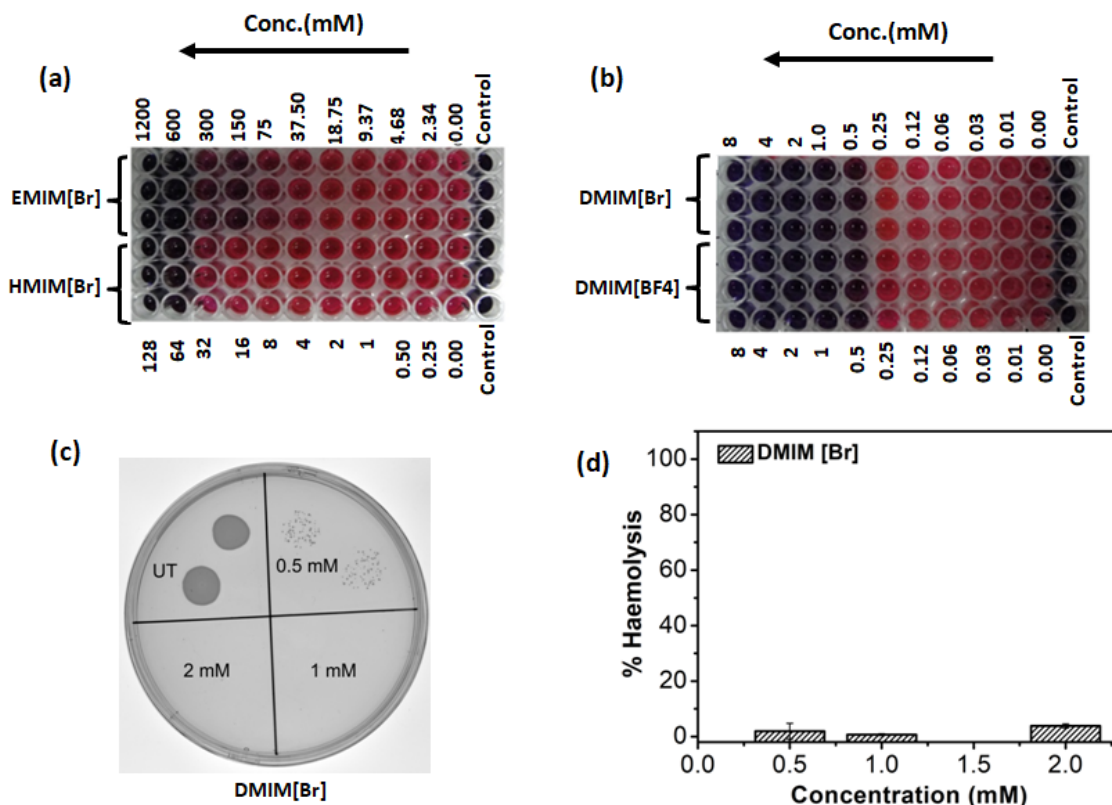 (a)
Conc.(mM)
1200 600 300 150 75 37.50 18.75 9.37 4.68 2.34 0.00 Control
EMIM[Br]
HMIM[Br]
128 64 32 16 8 4 2 1 0.50 0.25 0.00 Control
(b)
Conc.(mM)
8 4 2 1.0 0.5 0.25 0.12 0.06 0.03 0.01 0.00 Control
DMIM[Br]
DMIM[BF4]
8 4 2 1 0.5 0.25 0.12 0.06 0.03 0.01 0.00 Control
(c)
UT
0.5 mM
2 mM
1 mM
DMIM[Br]
(d)
DMIM [Br]
% Haemolysis
100
80
60
40
20
0
0.0 0.5 1.0 1.5 2.0
Concentration (mM)